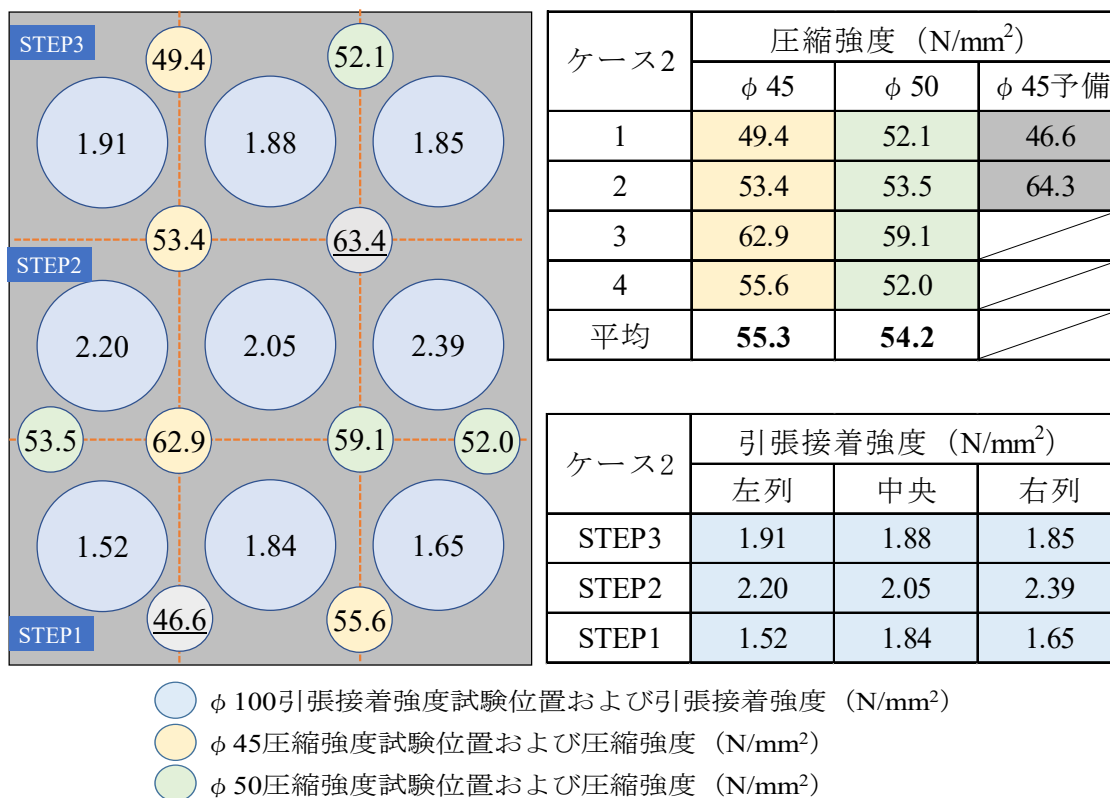 STEP3
49.4
52.1
1.91
1.88
1.85
53.4
63.4
STEP2
2.20
2.05
2.39
53.5
62.9
59.1
52.0
1.52
1.84
1.65
46.6
55.6
STEP1
ケース2 圧縮強度（N/mm²）
φ45 φ50 φ45予備
1 49.4 52.1 46.6
2 53.4 53.5 64.3
3 62.9 59.1
4 55.6 52.0
平均 55.3 54.2
ケース2 引張接着強度（N/mm²）
左列 中央 右列
STEP3 1.91 1.88 1.85
STEP2 2.20 2.05 2.39
STEP1 1.52 1.84 1.65
φ100引張接着強度試験位置および引張接着強度（N/mm²）
φ45圧縮強度試験位置および圧縮強度（N/mm²）
φ50圧縮強度試験位置および圧縮強度（N/mm²）